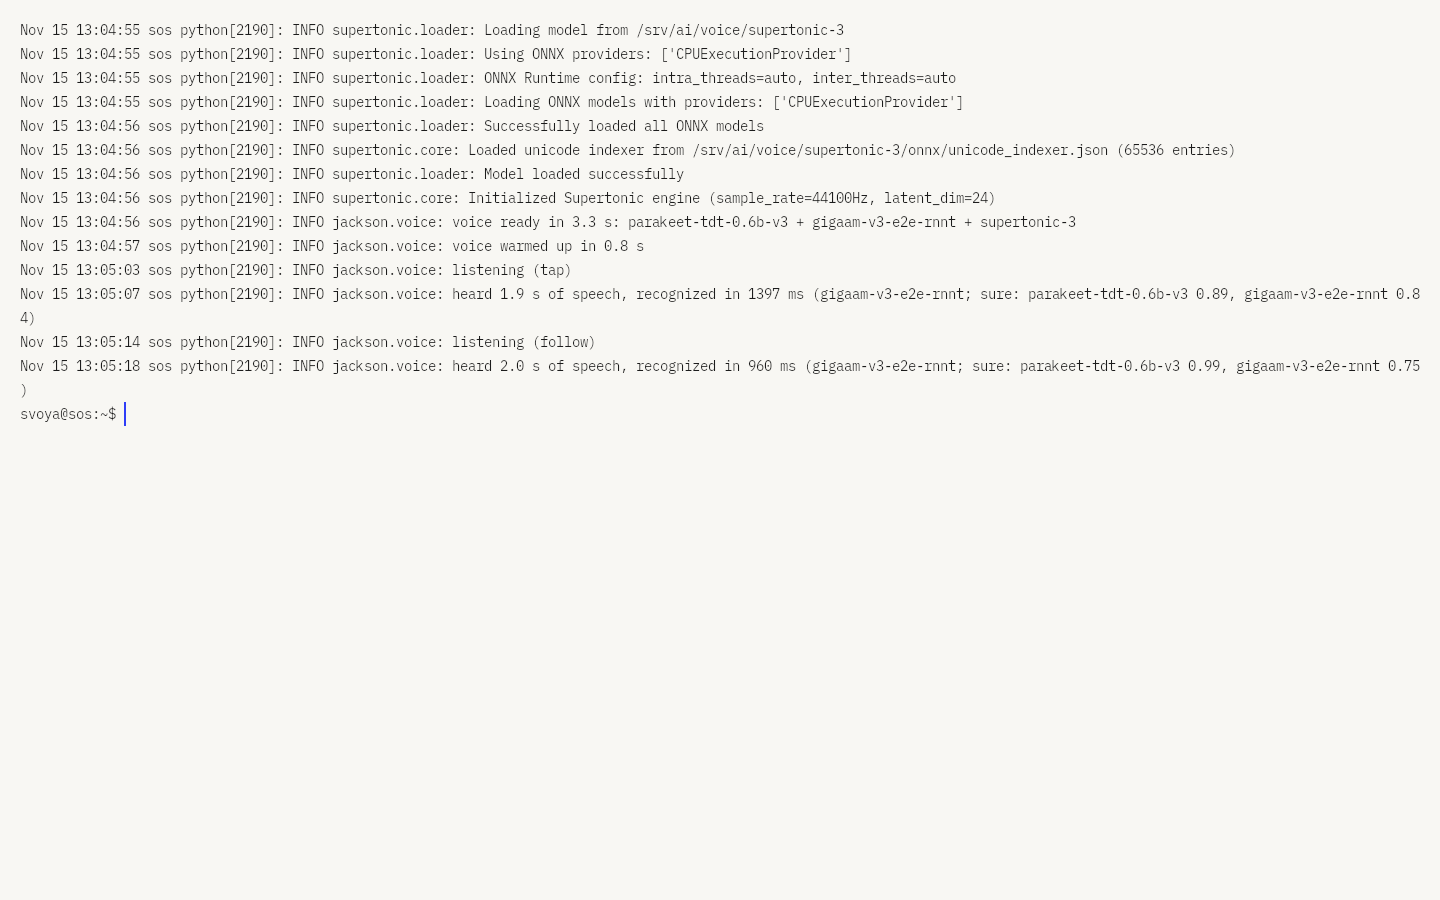 Nov 15 13:04:55 sos python[2190]: INFO supertonic.loader: Loading model from /srv/ai/voice/supertonic-3
Nov 15 13:04:55 sos python[2190]: INFO supertonic.loader: Using ONNX providers: ['CPUExecutionProvider']
Nov 15 13:04:55 sos python[2190]: INFO supertonic.loader: ONNX Runtime config: intra_threads=auto, inter_threads=auto
Nov 15 13:04:55 sos python[2190]: INFO supertonic.loader: Loading ONNX models with providers: ['CPUExecutionProvider']
Nov 15 13:04:56 sos python[2190]: INFO supertonic.loader: Successfully loaded all ONNX models
Nov 15 13:04:56 sos python[2190]: INFO supertonic.core: Loaded unicode indexer from /srv/ai/voice/supertonic-3/onnx/unicode_indexer.json (65536 entries)
Nov 15 13:04:56 sos python[2190]: INFO supertonic.loader: Model loaded successfully
Nov 15 13:04:56 sos python[2190]: INFO supertonic.core: Initialized Supertonic engine (sample_rate=44100Hz, latent_dim=24)
Nov 15 13:04:56 sos python[2190]: INFO jackson.voice: voice ready in 3.3 s: parakeet-tdt-0.6b-v3 + gigaam-v3-e2e-rnnt + supertonic-3
Nov 15 13:04:57 sos python[2190]: INFO jackson.voice: voice warmed up in 0.8 s
Nov 15 13:05:03 sos python[2190]: INFO jackson.voice: listening (tap)
Nov 15 13:05:07 sos python[2190]: INFO jackson.voice: heard 1.9 s of speech, recognized in 1397 ms (gigaam-v3-e2e-rnnt; sure: parakeet-tdt-0.6b-v3 0.89, gigaam-v3-e2e-rnnt 0.8
4)
Nov 15 13:05:14 sos python[2190]: INFO jackson.voice: listening (follow)
Nov 15 13:05:18 sos python[2190]: INFO jackson.voice: heard 2.0 s of speech, recognized in 960 ms (gigaam-v3-e2e-rnnt; sure: parakeet-tdt-0.6b-v3 0.99, gigaam-v3-e2e-rnnt 0.75
)
svoya@sos:~$